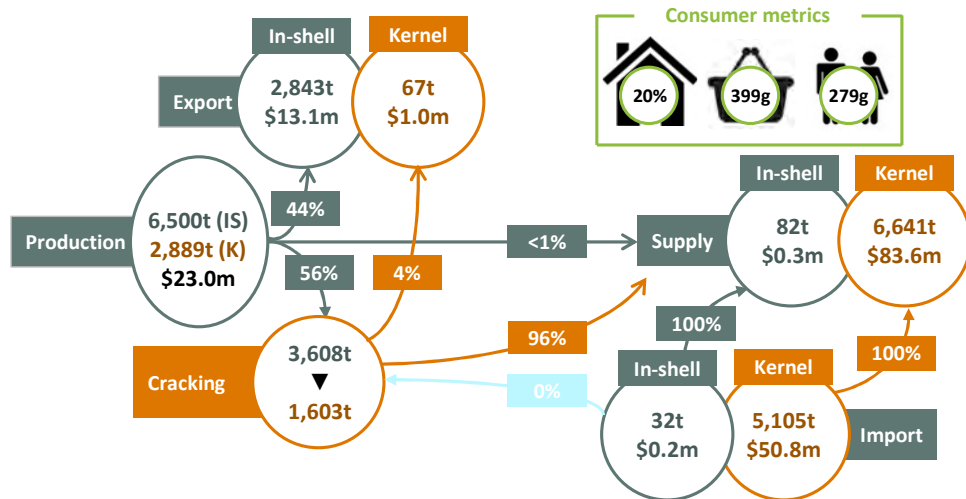 Consumer metrics
20%
399g
279g
In-shell
Kernel
Export
2,843t
$13.1m
67t
$1.0m
44%
Production
6,500t (IS)
2,889t (K)
$23.0m
<1%
56%
4%
In-shell
Kernel
Supply
82t
$0.3m
6,641t
$83.6m
Cracking
3,608t
▼
1,603t
96%
0%
100%
100%
In-shell
Kernel
32t
$0.2m
5,105t
$50.8m
Import